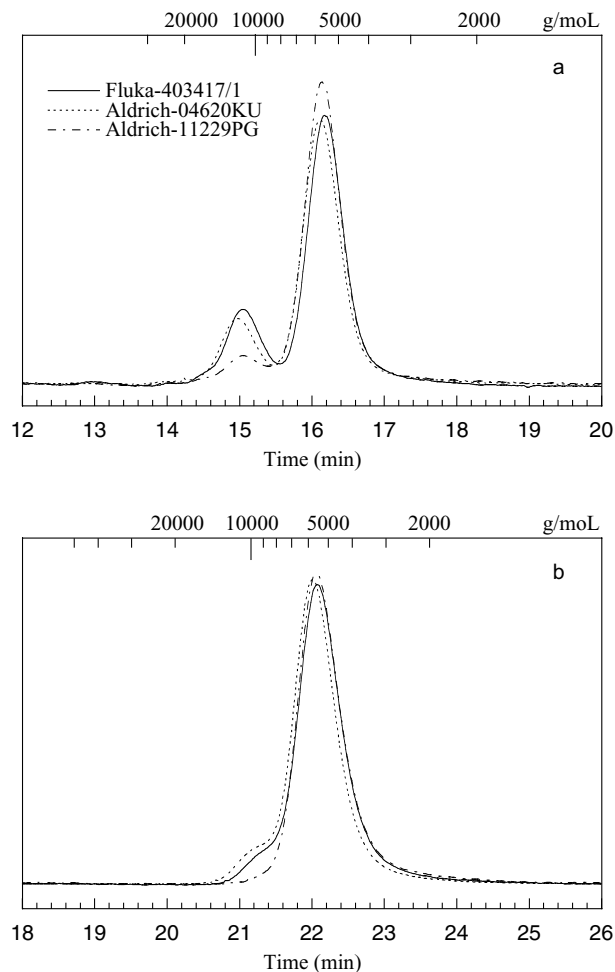 20000 10000 5000 2000 g/moL
a
Fluka-403417/1
Aldrich-04620KU
Aldrich-11229PG
12 13 14 15 16 17 18 19 20
Time (min)
20000 10000 5000 2000 g/moL
b
18 19 20 21 22 23 24 25 26
Time (min)